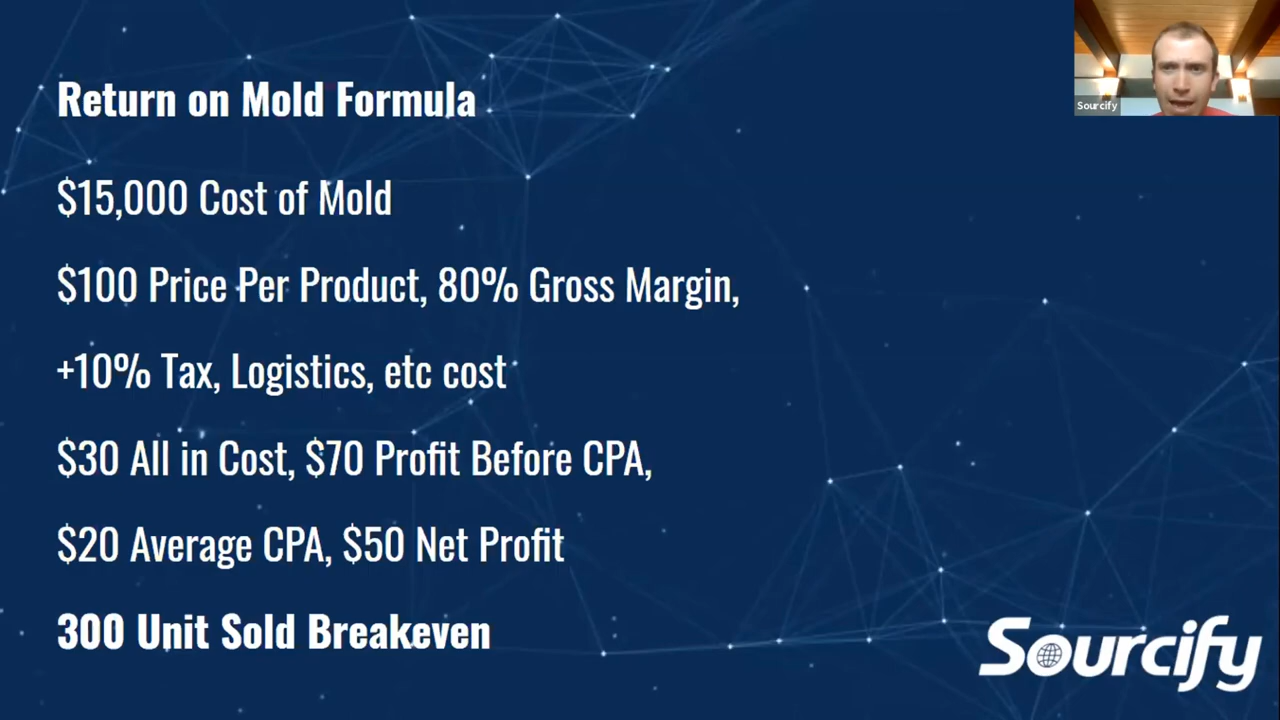 Return on Mold Formula
Sourcify
$15,000 Cost of Mold
$100 Price Per Product, 80% Gross Margin,
+10% Tax, Logistics, etc cost
$30 All in Cost, $70 Profit Before CPA,
$20 Average CPA, $50 Net Profit
300 Unit Sold Breakeven
Sourcify